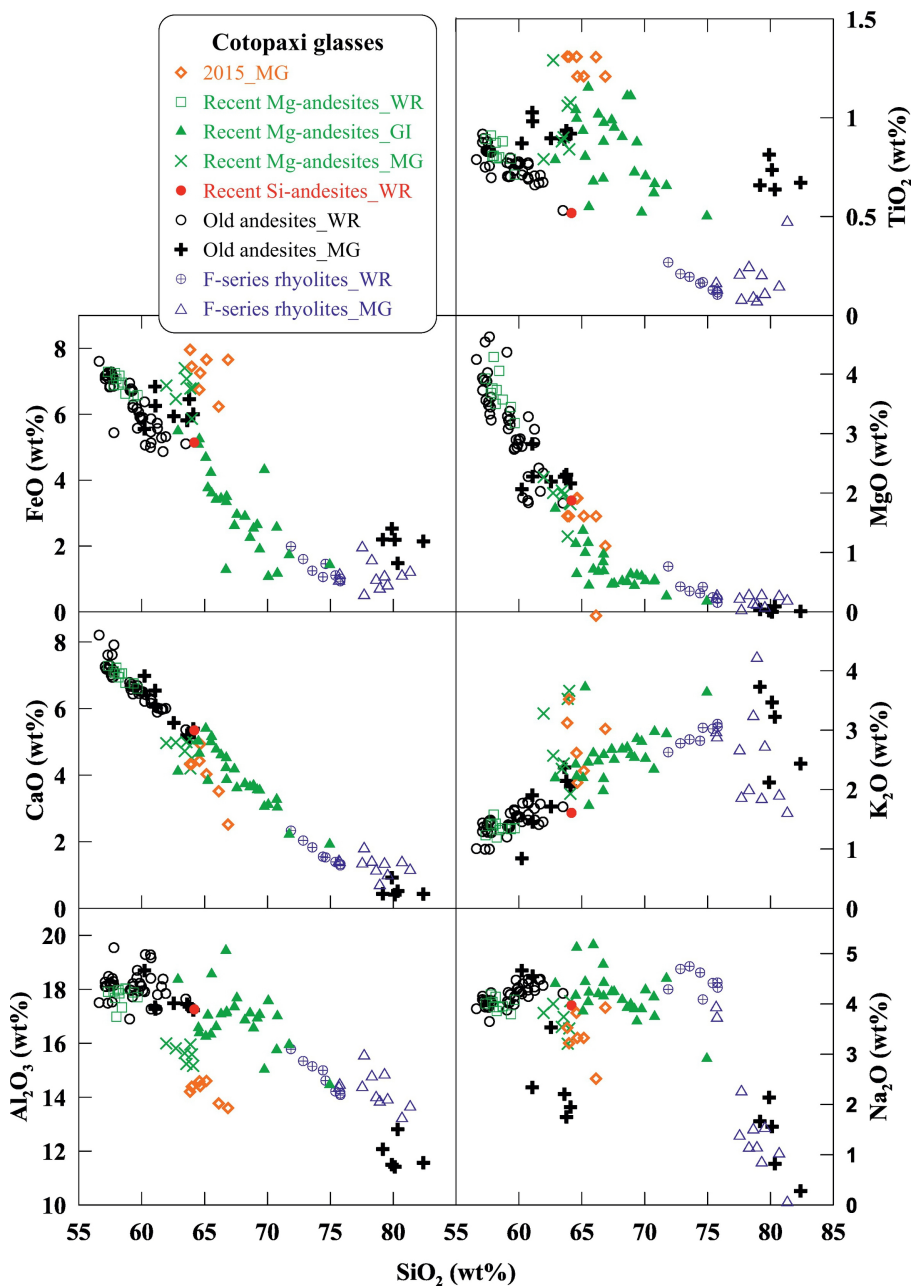 Cotopaxi glasses
2015_MG
Recent Mg-andesites_WR
Recent Mg-andesites_GI
Recent Mg-andesites_MG
Recent Si-andesites_WR
Old andesites_WR
Old andesites_MG
F-series rhyolites_WR
F-series rhyolites_MG
1.5
1
0.5
0
TiO2 (wt%)
8
6
4
2
0
FeO (wt%)
4
3
2
1
0
MgO (wt%)
8
6
4
2
0
CaO (wt%)
4
3
2
1
0
K2O (wt%)
20
18
16
14
12
10
Al2O3 (wt%)
5
4
3
2
1
0
Na2O (wt%)
55 60 65 70 75 80 55 60 65 70 75 80 85
SiO2 (wt%)